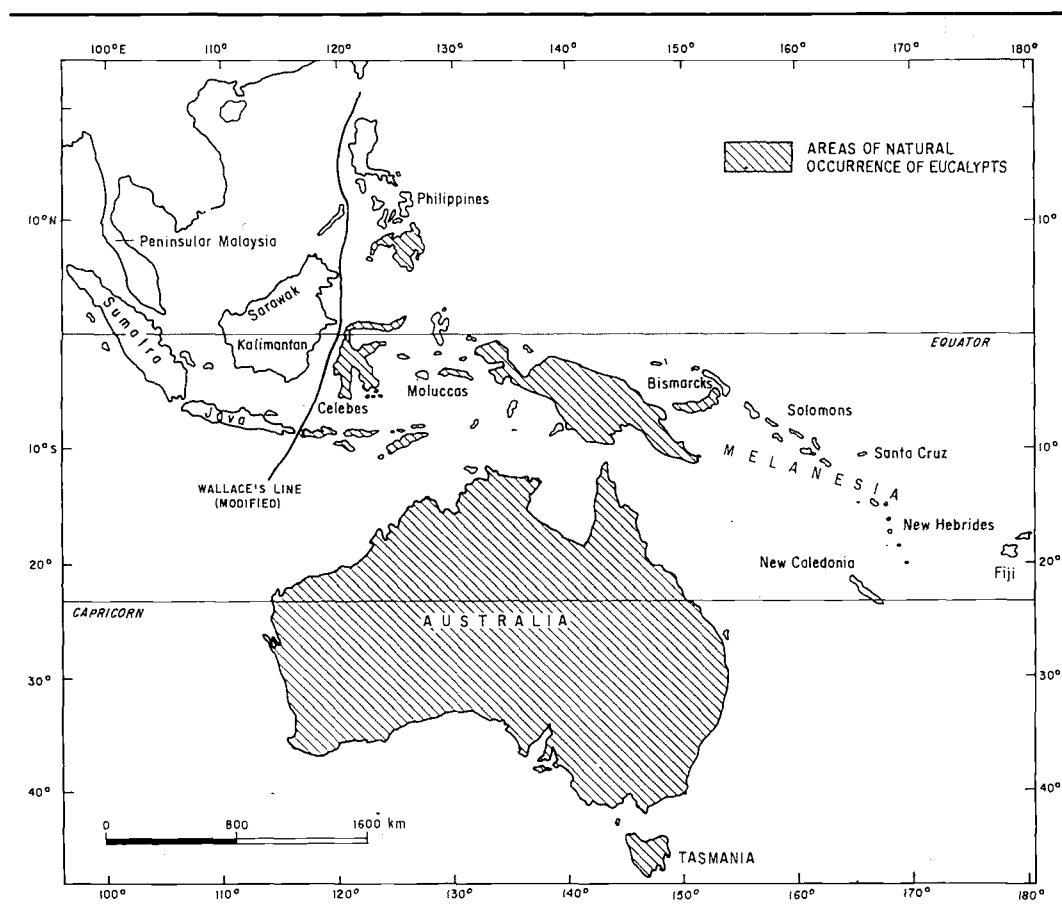 100°E 110° 120° 130° 140° 150° 160° 170° 180°
AREAS OF NATURAL
OCCURRENCE OF EUCALYPTS
Philippines
10°N
10°
Peninsular Malaysia
Sumatra
Sarawak
Kalimantan
EQUATOR
Celebes
Moluccas
Bismarcks
Java
Solomons
10°S
10°
Santa Cruz
MELANESIA
WALLACE'S LINE
(MODIFIED)
New Hebrides
20°
New Caledonia
Fiji
20°
CAPRICORN
AUSTRALIA
30°
30°
40°
40°
0 800 1600 km
TASMANIA
100° 110° 120° 130° 140° 150° 160° 170° 180°